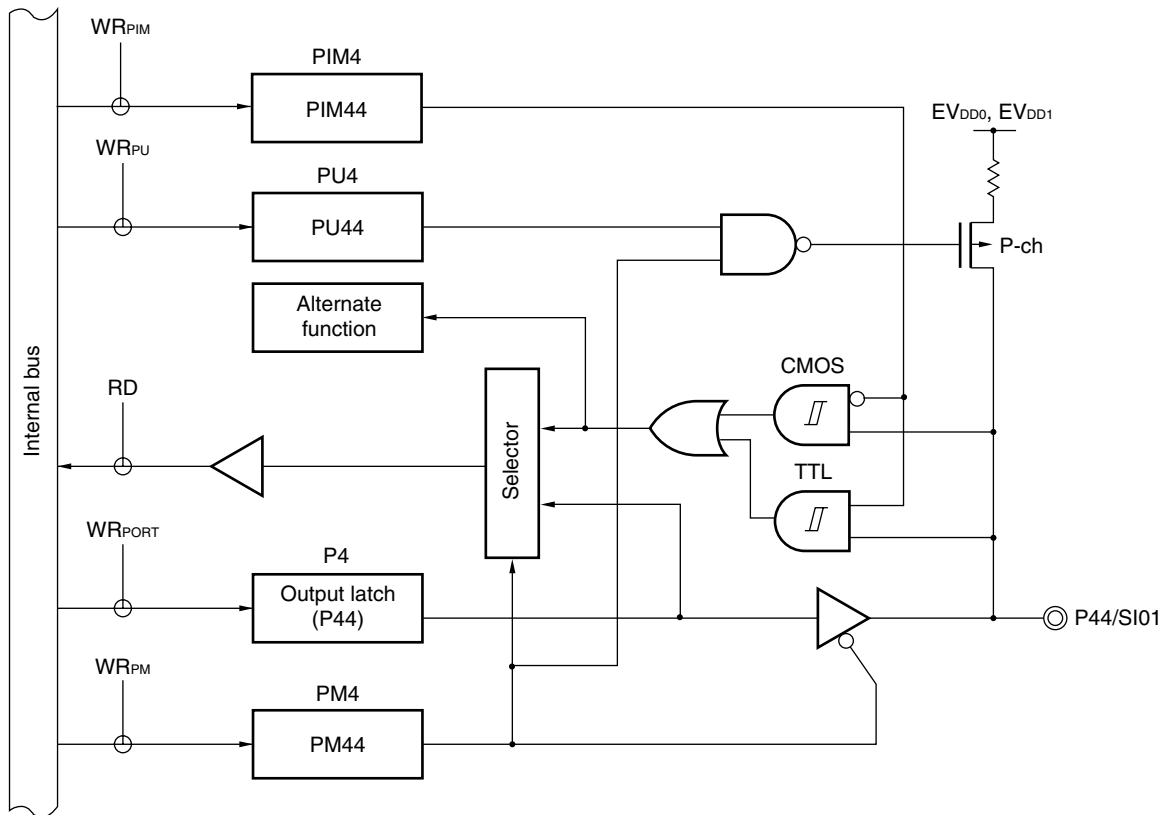 WRPIM
PIM4
PIM44
EVDD0, EVDD1
WRPU
PU4
PU44
P-ch
Alternate
function
Internal bus
RD
Selector
CMOS
TTL
WRPORT
P4
Output latch
(P44)
P44/SI01
WRPM
PM4
PM44